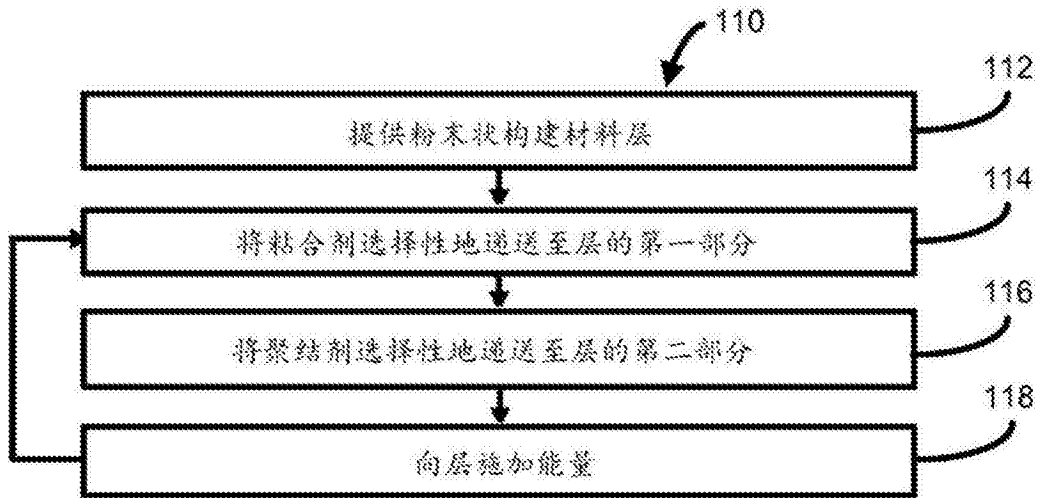 110
112
提供粉末状构建材料层
114
将粘合剂选择性地递送至层的第一部分
116
将聚结剂选择性地递送至层的第二部分
118
向层施加能量